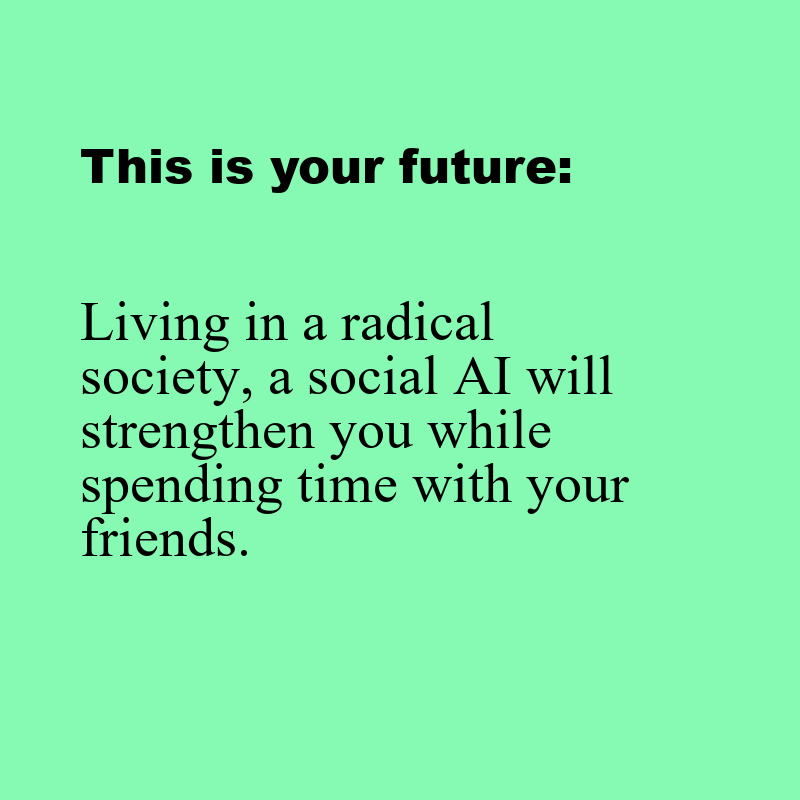 This is your future:
Living in a radical
society, a social AI will
strengthen you while
spending time with your
friends.